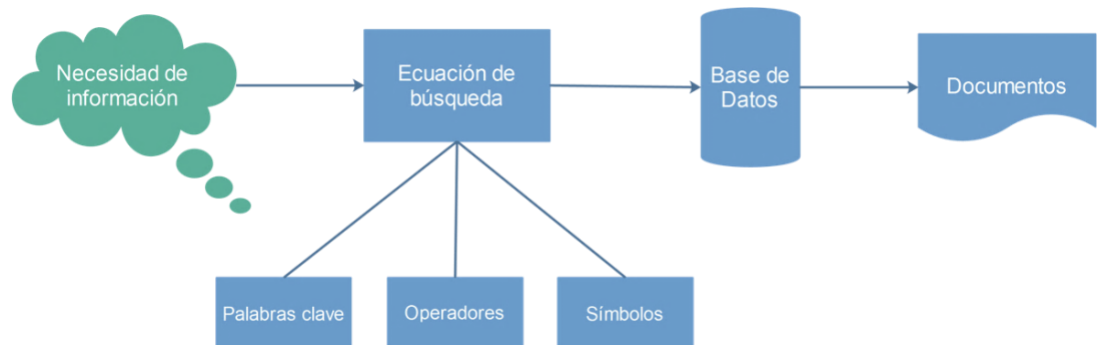 Necesidad de
información
Ecuación de
búsqueda
Base de
Datos
Documentos
Palabras clave
Operadores
Símbolos